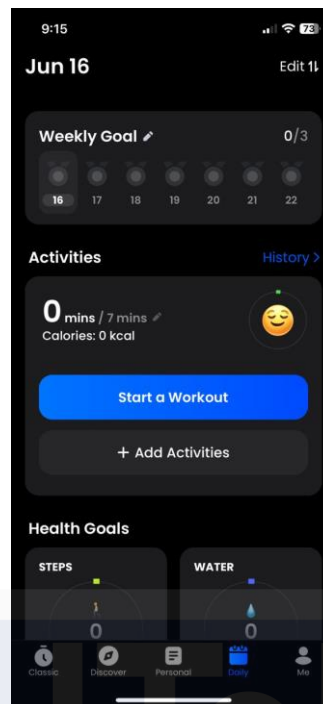 9:15
73
Jun 16
Edit
Weekly Goal
0/3
16 17 18 19 20 21 22
Activities
History >
0 mins / 7 mins
Calories: 0 kcal
Start a Workout
+ Add Activities
Health Goals
STEPS
WATER
0
0
Classic Discover Personal Daily Me